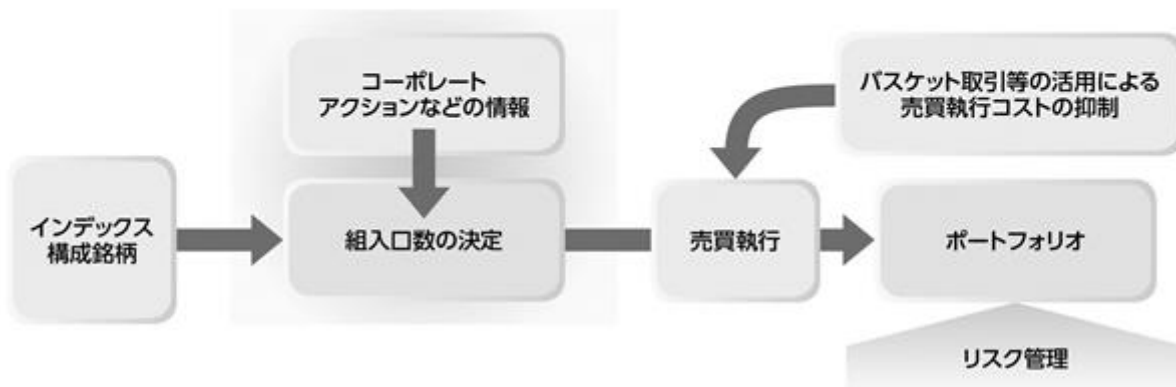 コーポレート
アクションなどの情報
バスケット取引等の活用による
売買執行コストの抑制
インデックス
構成銘柄
組入口数の決定
売買執行
ポートフォリオ
リスク管理